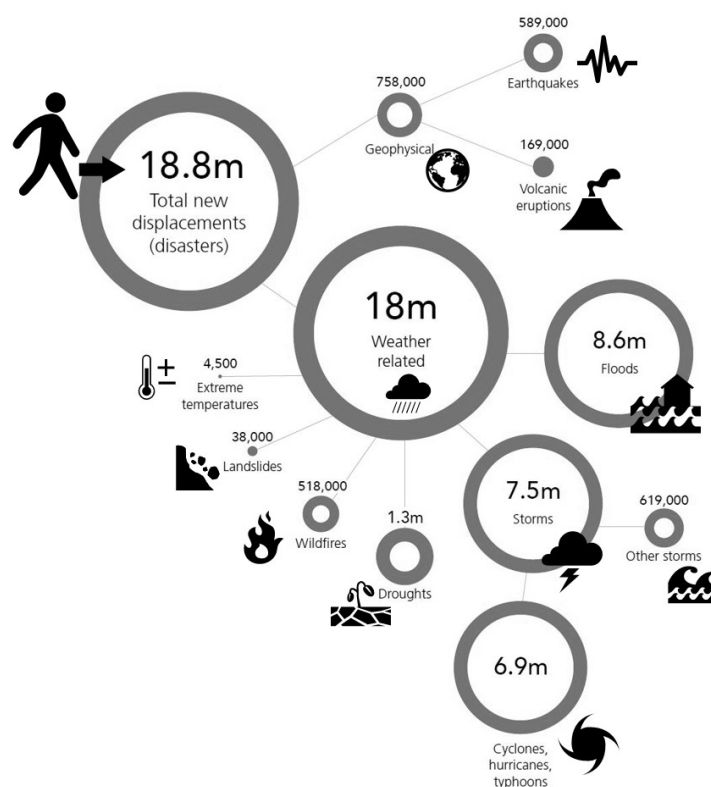 18.8m
Total new
displacements
(disasters)
758,000
Geophysical
589,000
Earthquakes
169,000
Volcanic
eruptions
18m
Weather
related
8.6m
Floods
4,500
Extreme
temperatures
38,000
Landslides
518,000
Wildfires
1.3m
Droughts
7.5m
Storms
619,000
Other storms
6.9m
Cyclones,
hurricanes,
typhoons